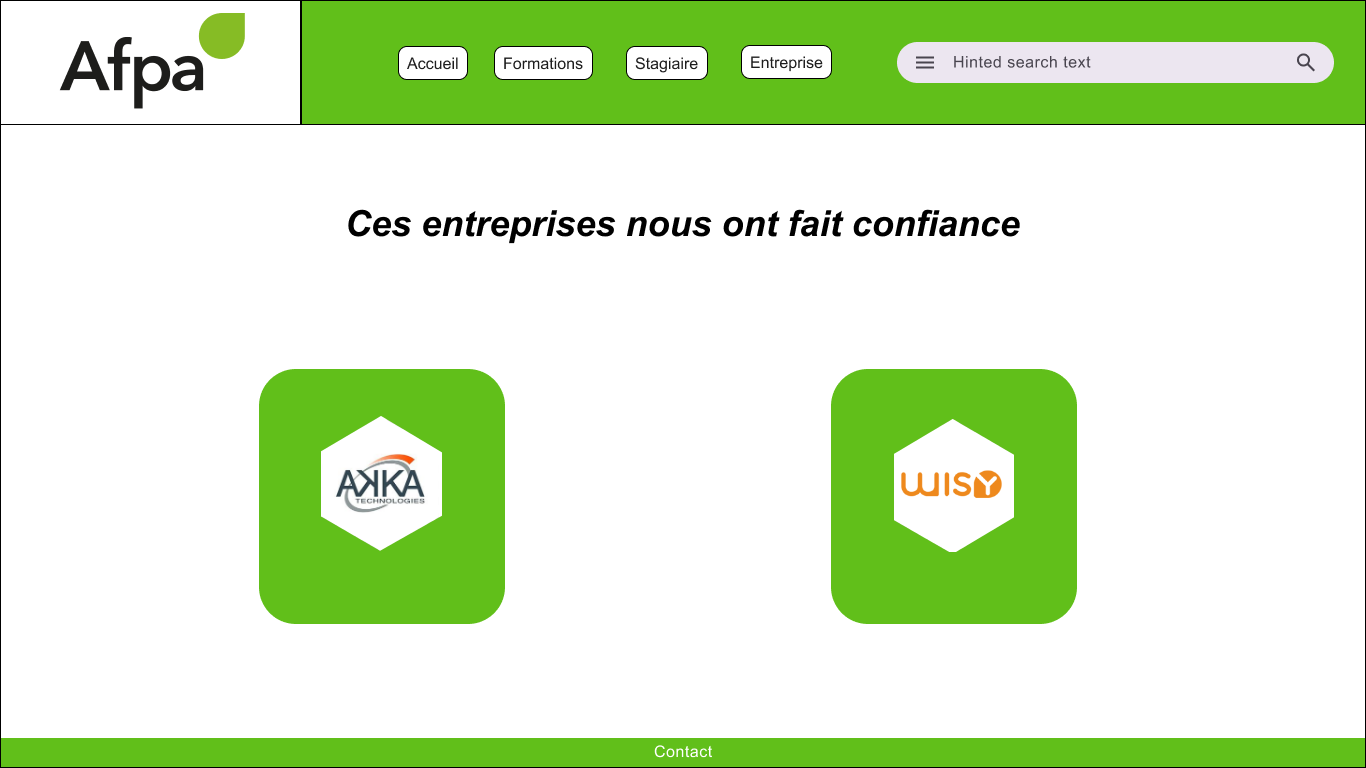 Afpa
Accueil
Formations
Stagiaire
Entreprise
Hinted search text
Ces entreprises nous ont fait confiance
AKKA
TECHNOLOGIES
WISY
Contact